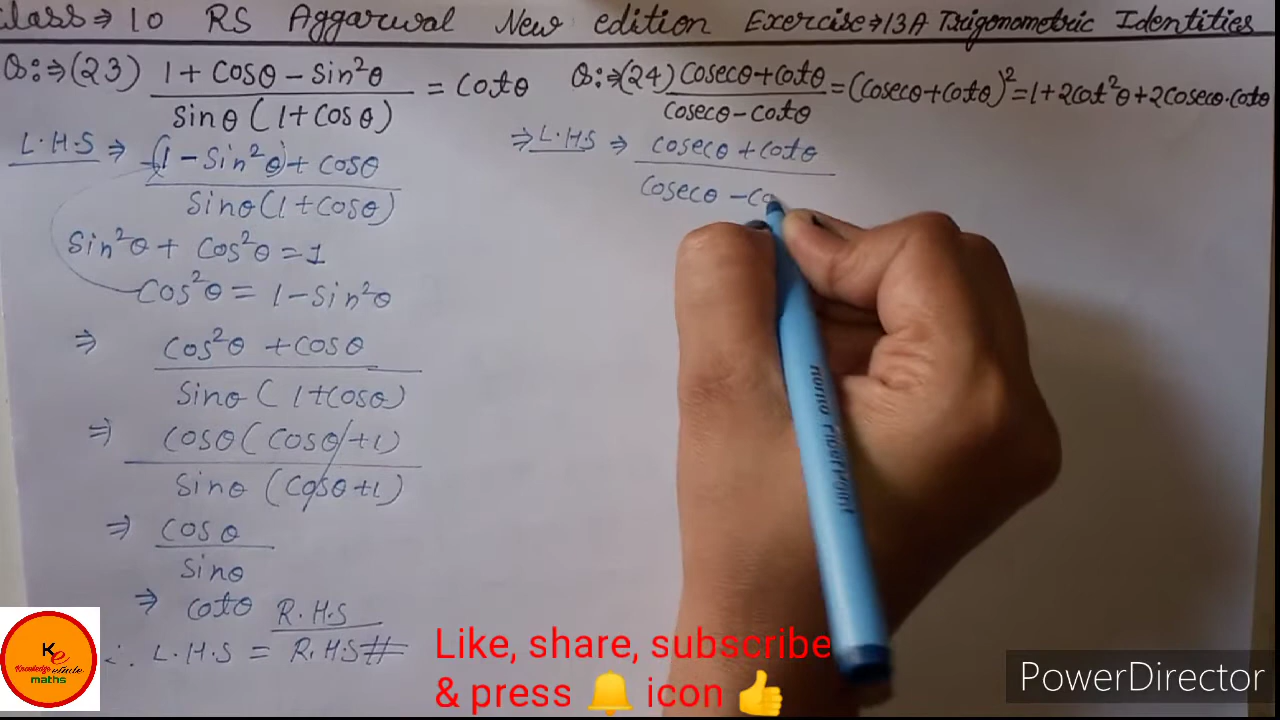 Class → 10 RS Aggarwal New edition Exercise → 13A Trigonometric Identities
Q:⇒(23) (1 + Cosθ − Sin²θ)/(Sinθ(1+Cosθ)) = Cotθ
L.H.S ⇒ ((1 − Sin²θ) + Cosθ)/(Sinθ(1+Cosθ))
Sin²θ + Cos²θ = 1
Cos²θ = 1 − Sin²θ
⇒ (Cos²θ + Cosθ)/(Sinθ(1+Cosθ))
⇒ (Cosθ(Cosθ+1))/(Sinθ(Cosθ+1))
⇒ Cosθ/Sinθ
⇒ Cotθ R.H.S
∴ L.H.S = R.H.S #
Q:⇒(24) (Cosecθ+Cotθ)/(Cosecθ−Cotθ) = (Cosecθ+Cotθ)² = 1+2Cot²θ+2Cosecθ.Cotθ
⇒ L.H.S ⇒ (Cosecθ+Cotθ)/(Cosecθ −Co
Ke
Knowledge
maths
Like, share, subscribe
& press 🔔 icon 👍
PowerDirector